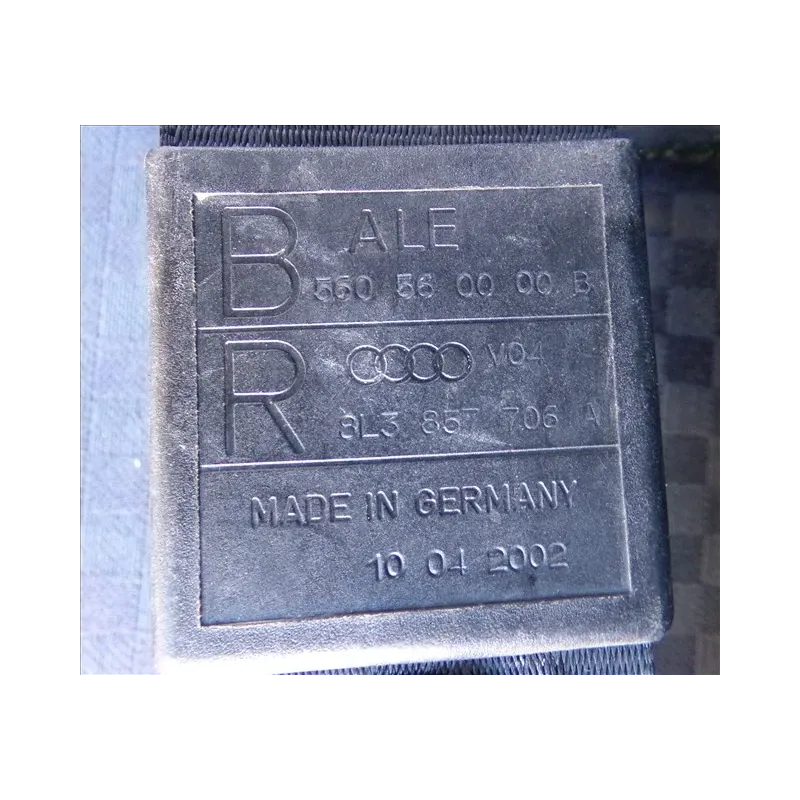 B ALE
560 56 00 00 B
R V04
8L3 857 706 A
MADE IN GERMANY
10 04 2002